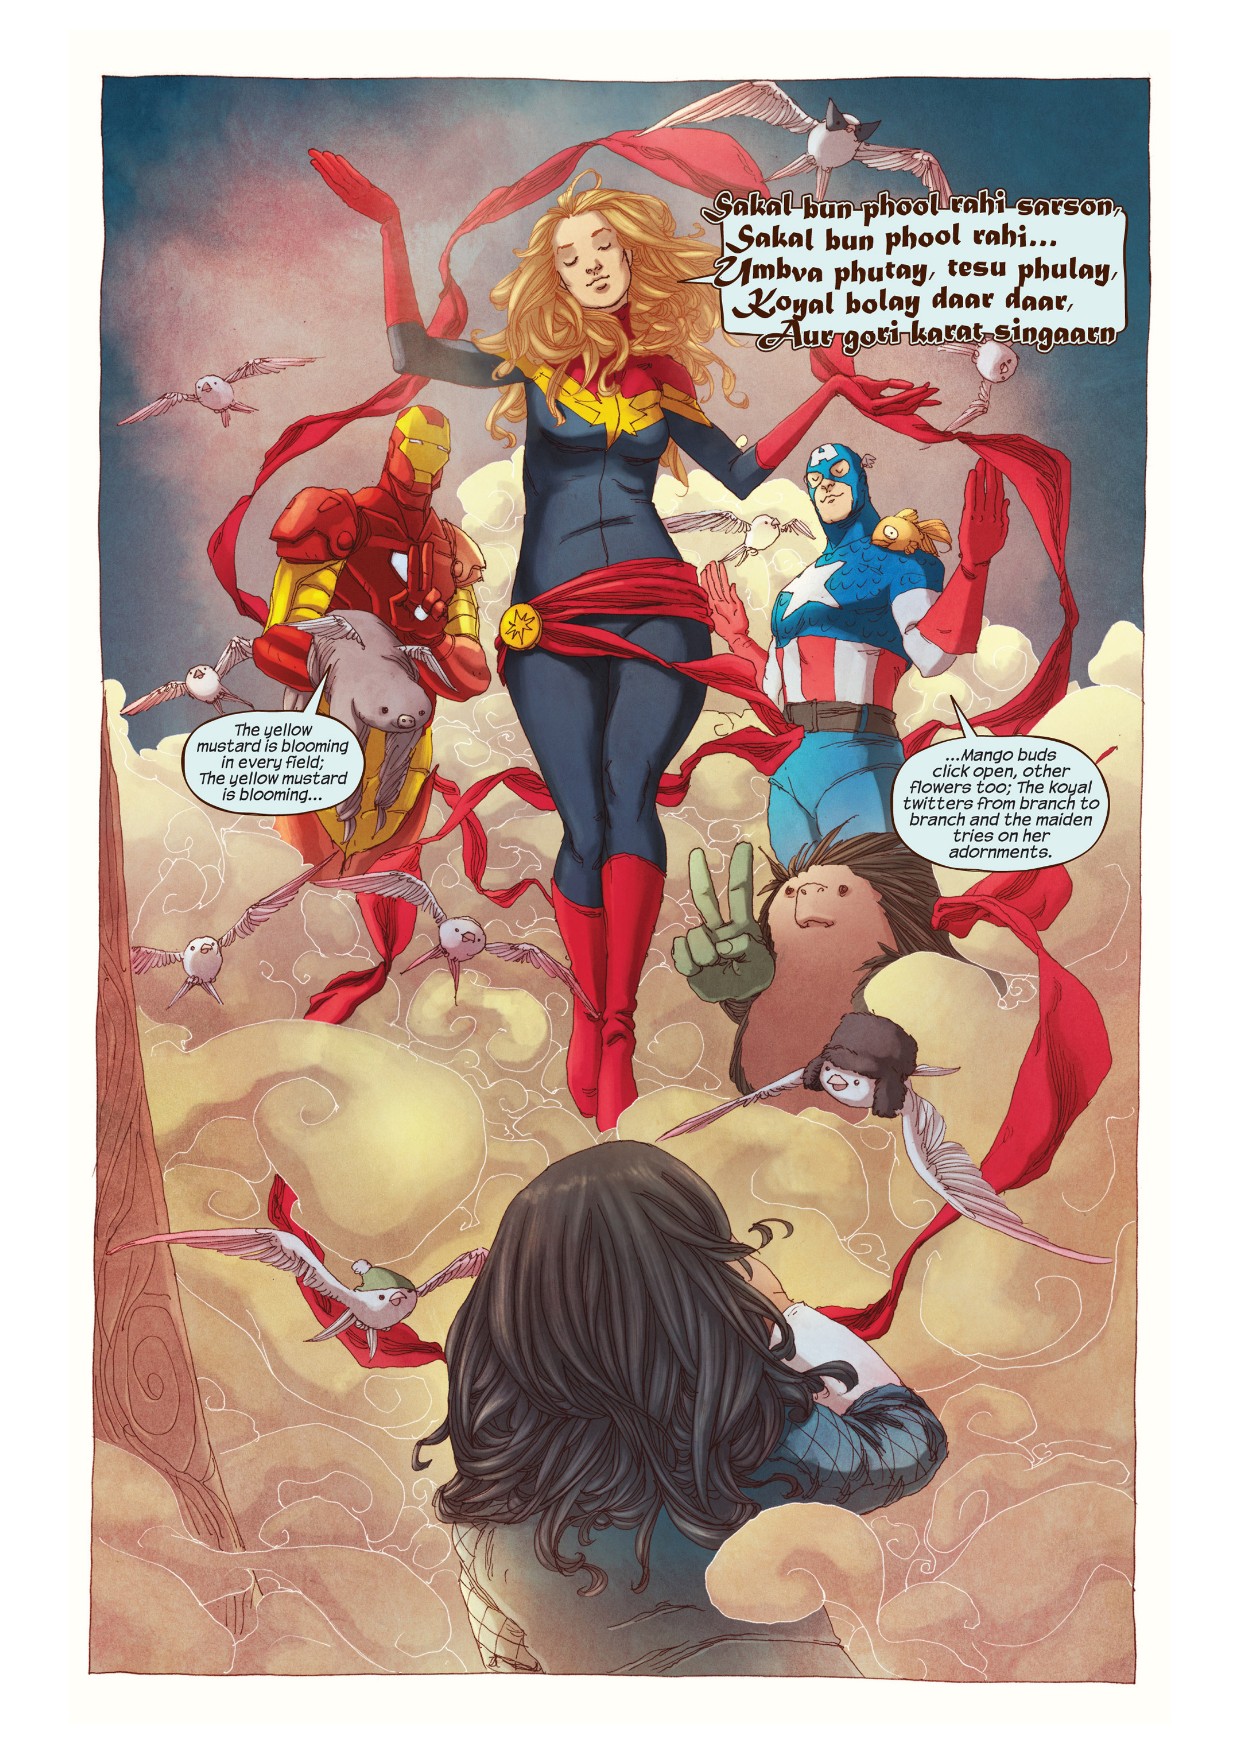 Sakal bun phool rahi sarson,
Sakal bun phool rahi...
Umbva phutay, tesu phulay,
Koyal bolay daar daar,
Aur gori karat singaarn
The yellow
mustard is blooming
in every field;
The yellow mustard
is blooming...
...Mango buds
click open, other
flowers too; The koyal
twitters from branch to
branch and the maiden
tries on her
adornments.
A